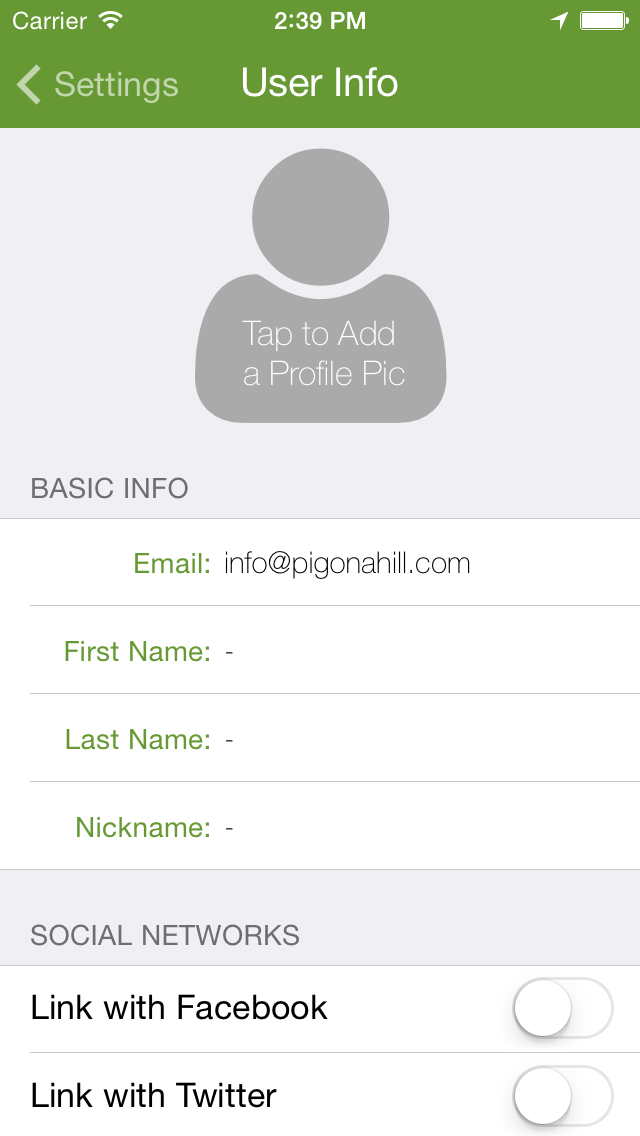 Carrier 2:39 PM
Settings User Info
Tap to Add
a Profile Pic
BASIC INFO
Email: info@pigonahill.com
First Name: -
Last Name: -
Nickname: -
SOCIAL NETWORKS
Link with Facebook
Link with Twitter